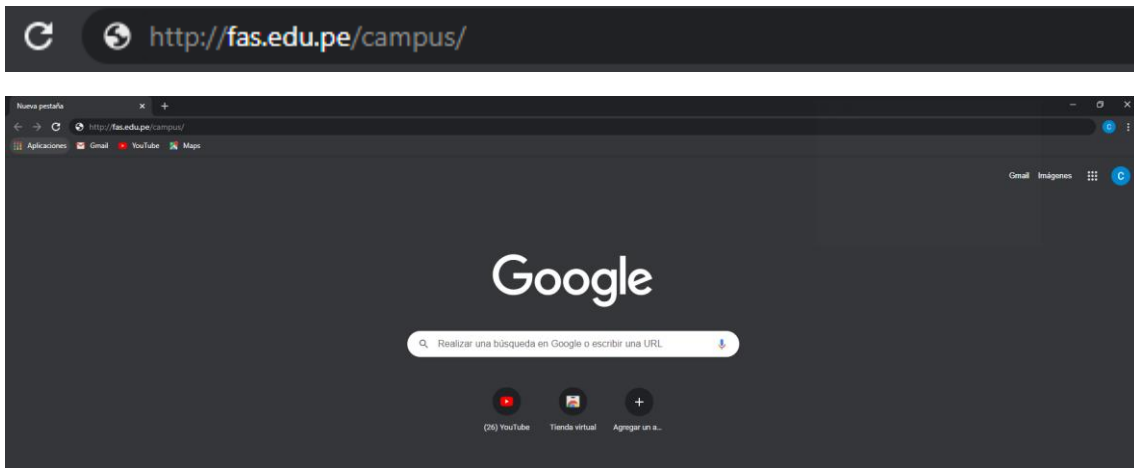 http://fas.edu.pe/campus/
Nueva pestaña
http://fas.edu.pe/campus/
Aplicaciones Gmail YouTube Maps
Gmail Imágenes C
Google
Realizar una búsqueda en Google o escribir una URL
(26) YouTube Tienda virtual Agregar un a...